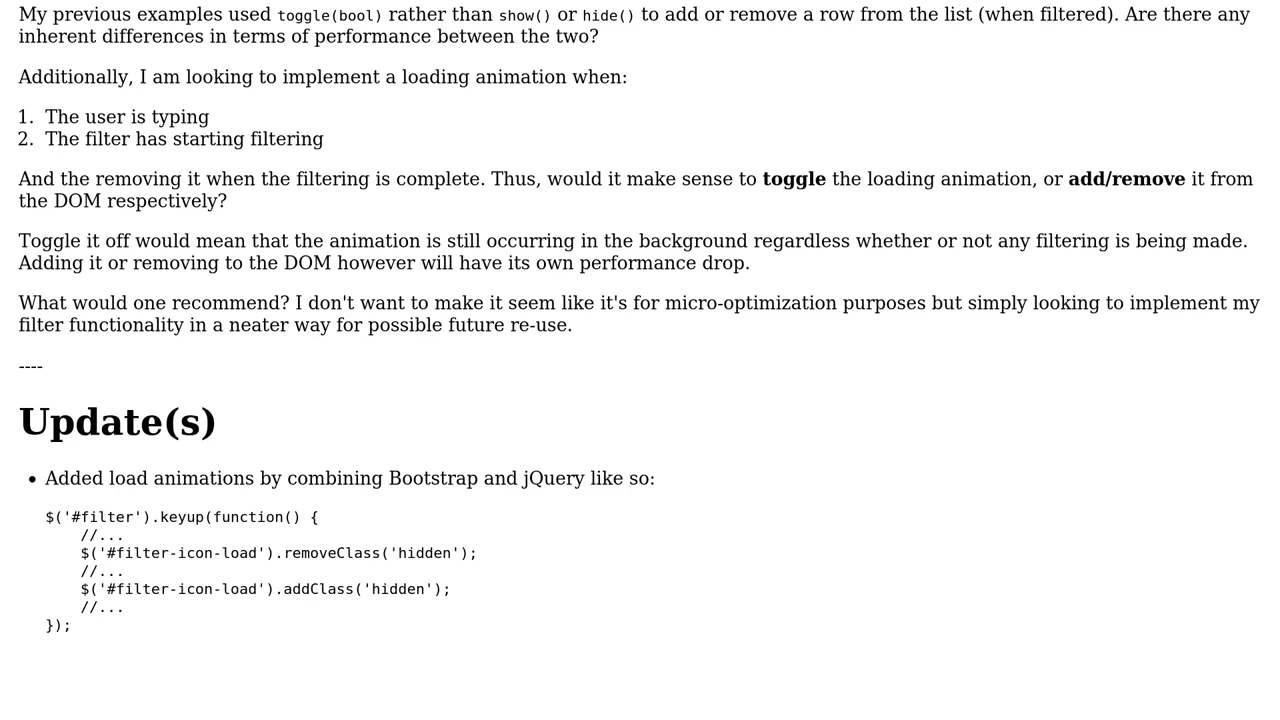 My previous examples used toggle(bool) rather than show() or hide() to add or remove a row from the list (when filtered). Are there any
inherent differences in terms of performance between the two?
Additionally, I am looking to implement a loading animation when:
1. The user is typing
2. The filter has starting filtering
And the removing it when the filtering is complete. Thus, would it make sense to toggle the loading animation, or add/remove it from
the DOM respectively?
Toggle it off would mean that the animation is still occurring in the background regardless whether or not any filtering is being made.
Adding it or removing to the DOM however will have its own performance drop.
What would one recommend? I don't want to make it seem like it's for micro-optimization purposes but simply looking to implement my
filter functionality in a neater way for possible future re-use.
----
Update(s)
• Added load animations by combining Bootstrap and jQuery like so:
$('#filter').keyup(function() {
    //...
    $('#filter-icon-load').removeClass('hidden');
    //...
    $('#filter-icon-load').addClass('hidden');
    //...
});